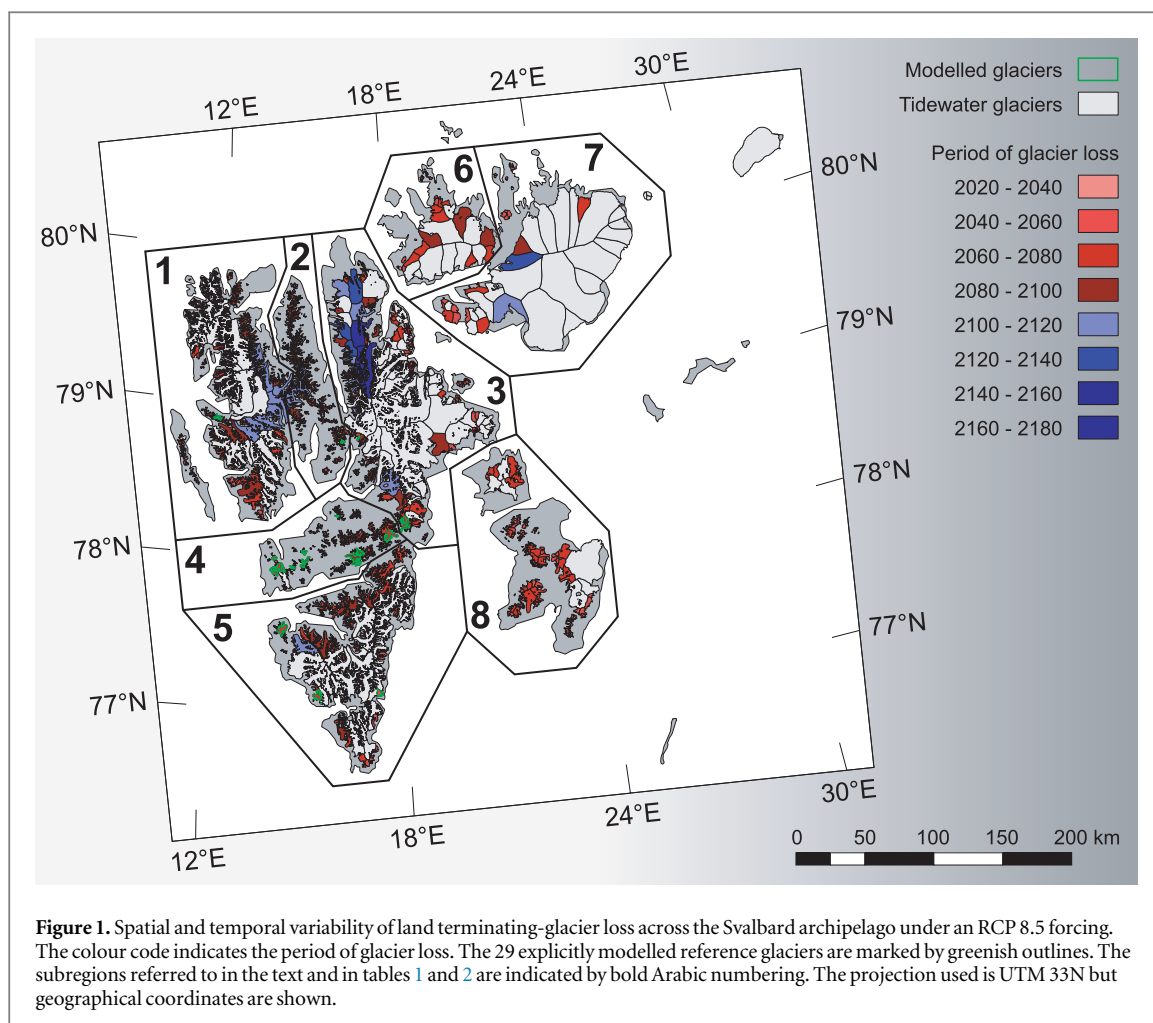 12°E
18°E
24°E
30°E
Modelled glaciers
Tidewater glaciers
Period of glacier loss
2020 - 2040
2040 - 2060
2060 - 2080
2080 - 2100
2100 - 2120
2120 - 2140
2140 - 2160
2160 - 2180
80°N
79°N
78°N
77°N
80°N
79°N
78°N
77°N
1
2
3
4
5
6
7
8
12°E
18°E
24°E
30°E
0 50 100 150 200 km
Figure 1. Spatial and temporal variability of land terminating-glacier loss across the Svalbard archipelago under an RCP 8.5 forcing.
The colour code indicates the period of glacier loss. The 29 explicitly modelled reference glaciers are marked by greenish outlines. The
subregions referred to in the text and in tables 1 and 2 are indicated by bold Arabic numbering. The projection used is UTM 33N but
geographical coordinates are shown.